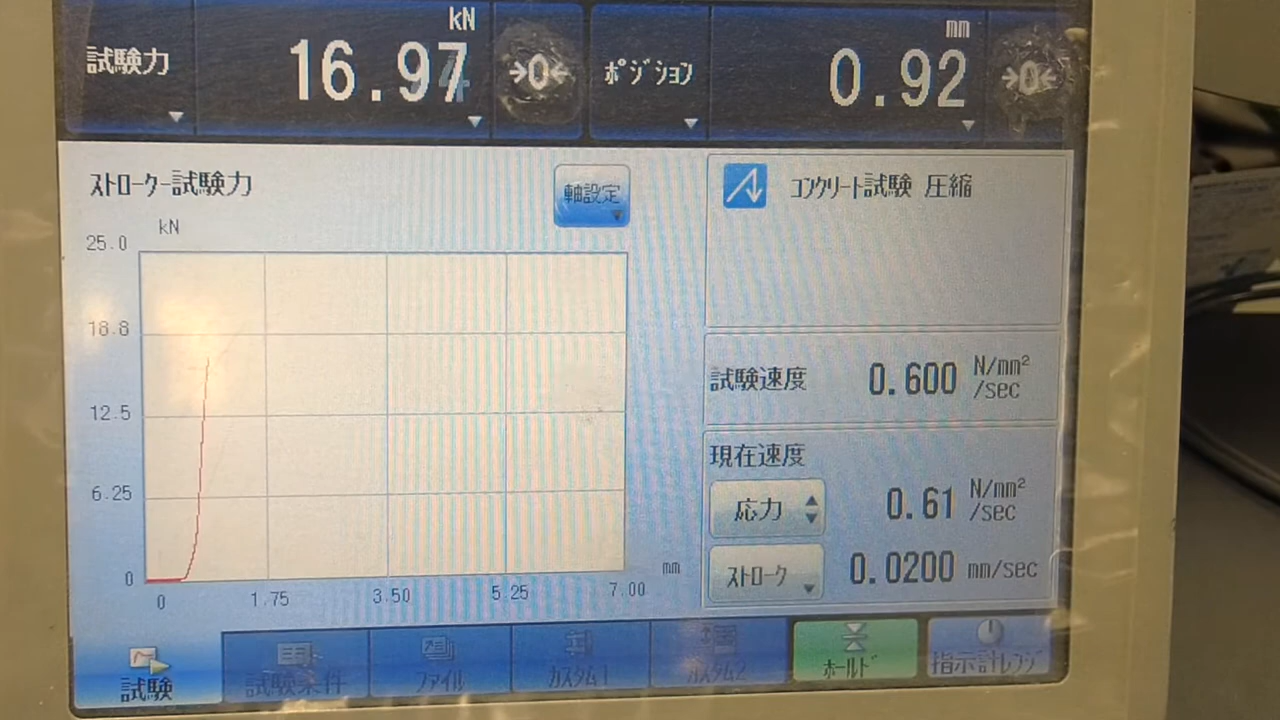 試験力
16.97
kN
→0←
ポジション
0.92
mm
→0←
ストローク－試験力
軸設定
kN
25.0
18.8
12.5
6.25
0
0
1.75
3.50
5.25
7.00
mm
コンクリート試験 圧縮
試験速度
0.600 N/mm²/sec
現在速度
応力
0.61 N/mm²/sec
ストローク
0.0200 mm/sec
試験
試験条件
ファイル
カスタム1
カスタム2
ホールド
指示計レンジ